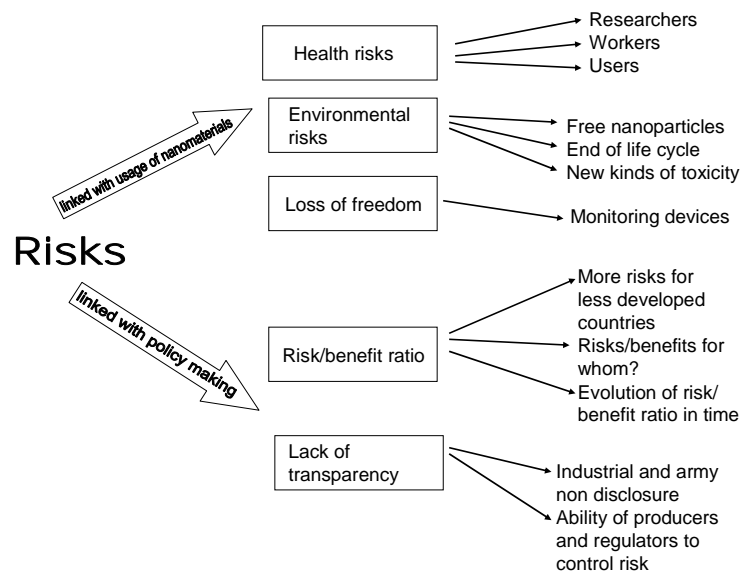 Risks
linked with usage of nanomaterials
Health risks
Researchers
Workers
Users
Environmental
risks
Free nanoparticles
End of life cycle
New kinds of toxicity
Loss of freedom
Monitoring devices
linked with policy making
Risk/benefit ratio
More risks for
less developed
countries
Risks/benefits for
whom?
Evolution of risk/
benefit ratio in time
Lack of
transparency
Industrial and army
non disclosure
Ability of producers
and regulators to
control risk